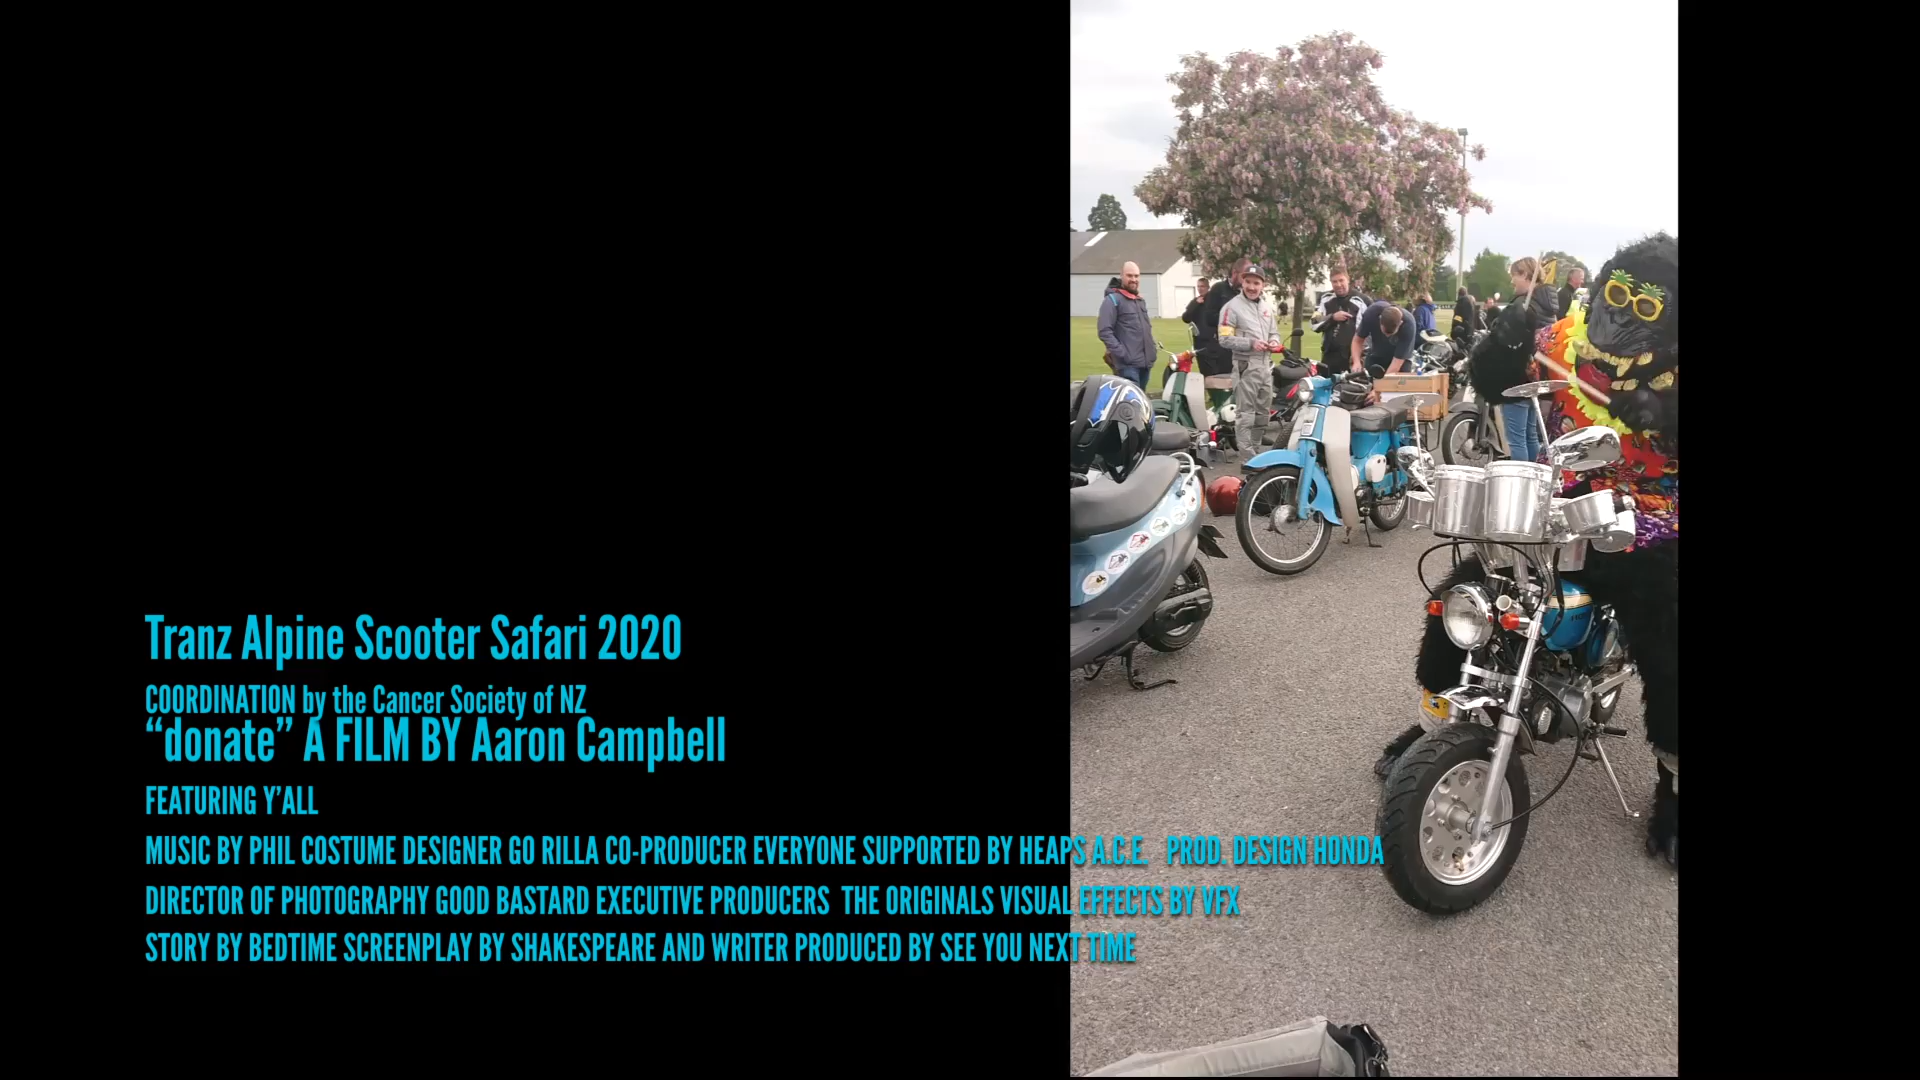 Tranz Alpine Scooter Safari 2020
COORDINATION by the Cancer Society of NZ
“donate” A FILM BY Aaron Campbell
FEATURING Y’ALL
MUSIC BY PHIL COSTUME DESIGNER GO RILLA CO-PRODUCER EVERYONE SUPPORTED BY HEAPS A.C.E. PROD. DESIGN HONDA
DIRECTOR OF PHOTOGRAPHY GOOD BASTARD EXECUTIVE PRODUCERS THE ORIGINALS VISUAL EFFECTS BY VFX
STORY BY BEDTIME SCREENPLAY BY SHAKESPEARE AND WRITER PRODUCED BY SEE YOU NEXT TIME